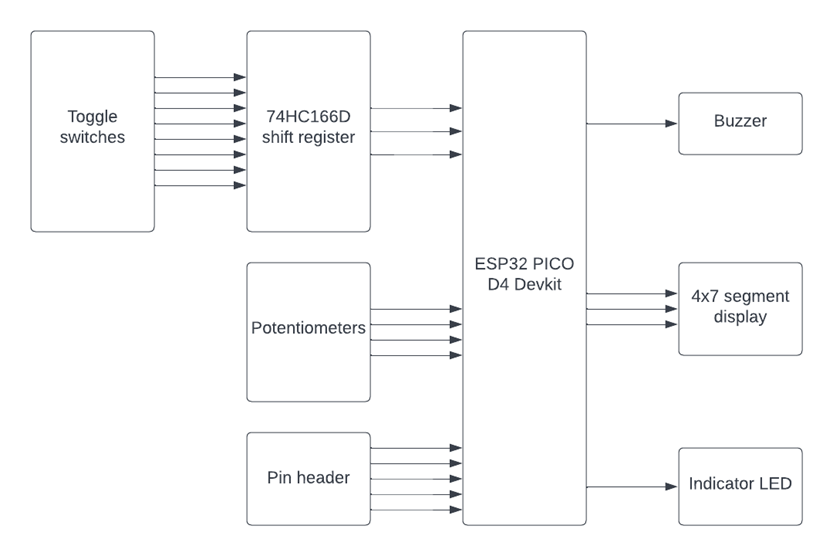 Toggle
switches
74HC166D
shift register
ESP32 PICO
D4 Devkit
Buzzer
Potentiometers
4x7 segment
display
Pin header
Indicator LED